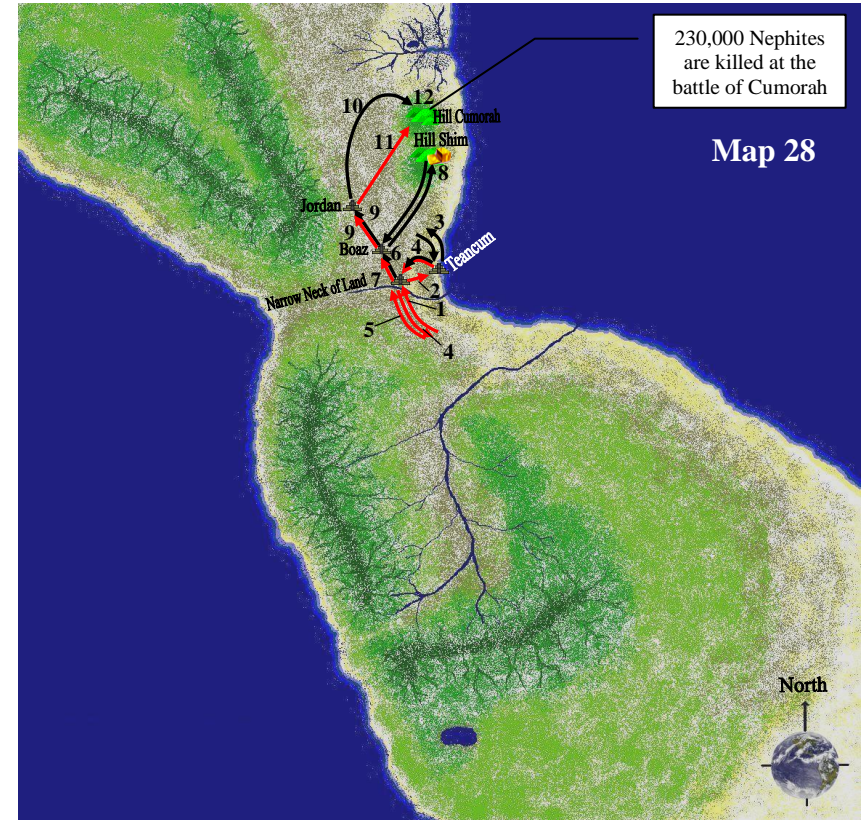 230,000 Nephites
are killed at the
battle of Cumorah
Map 28
10
12
Hill Cumorah
11
Hill Shim
8
Jordan
9
9
3
Boaz
6
4
Teancum
7
2
Narrow Neck of Land
1
5
4
North